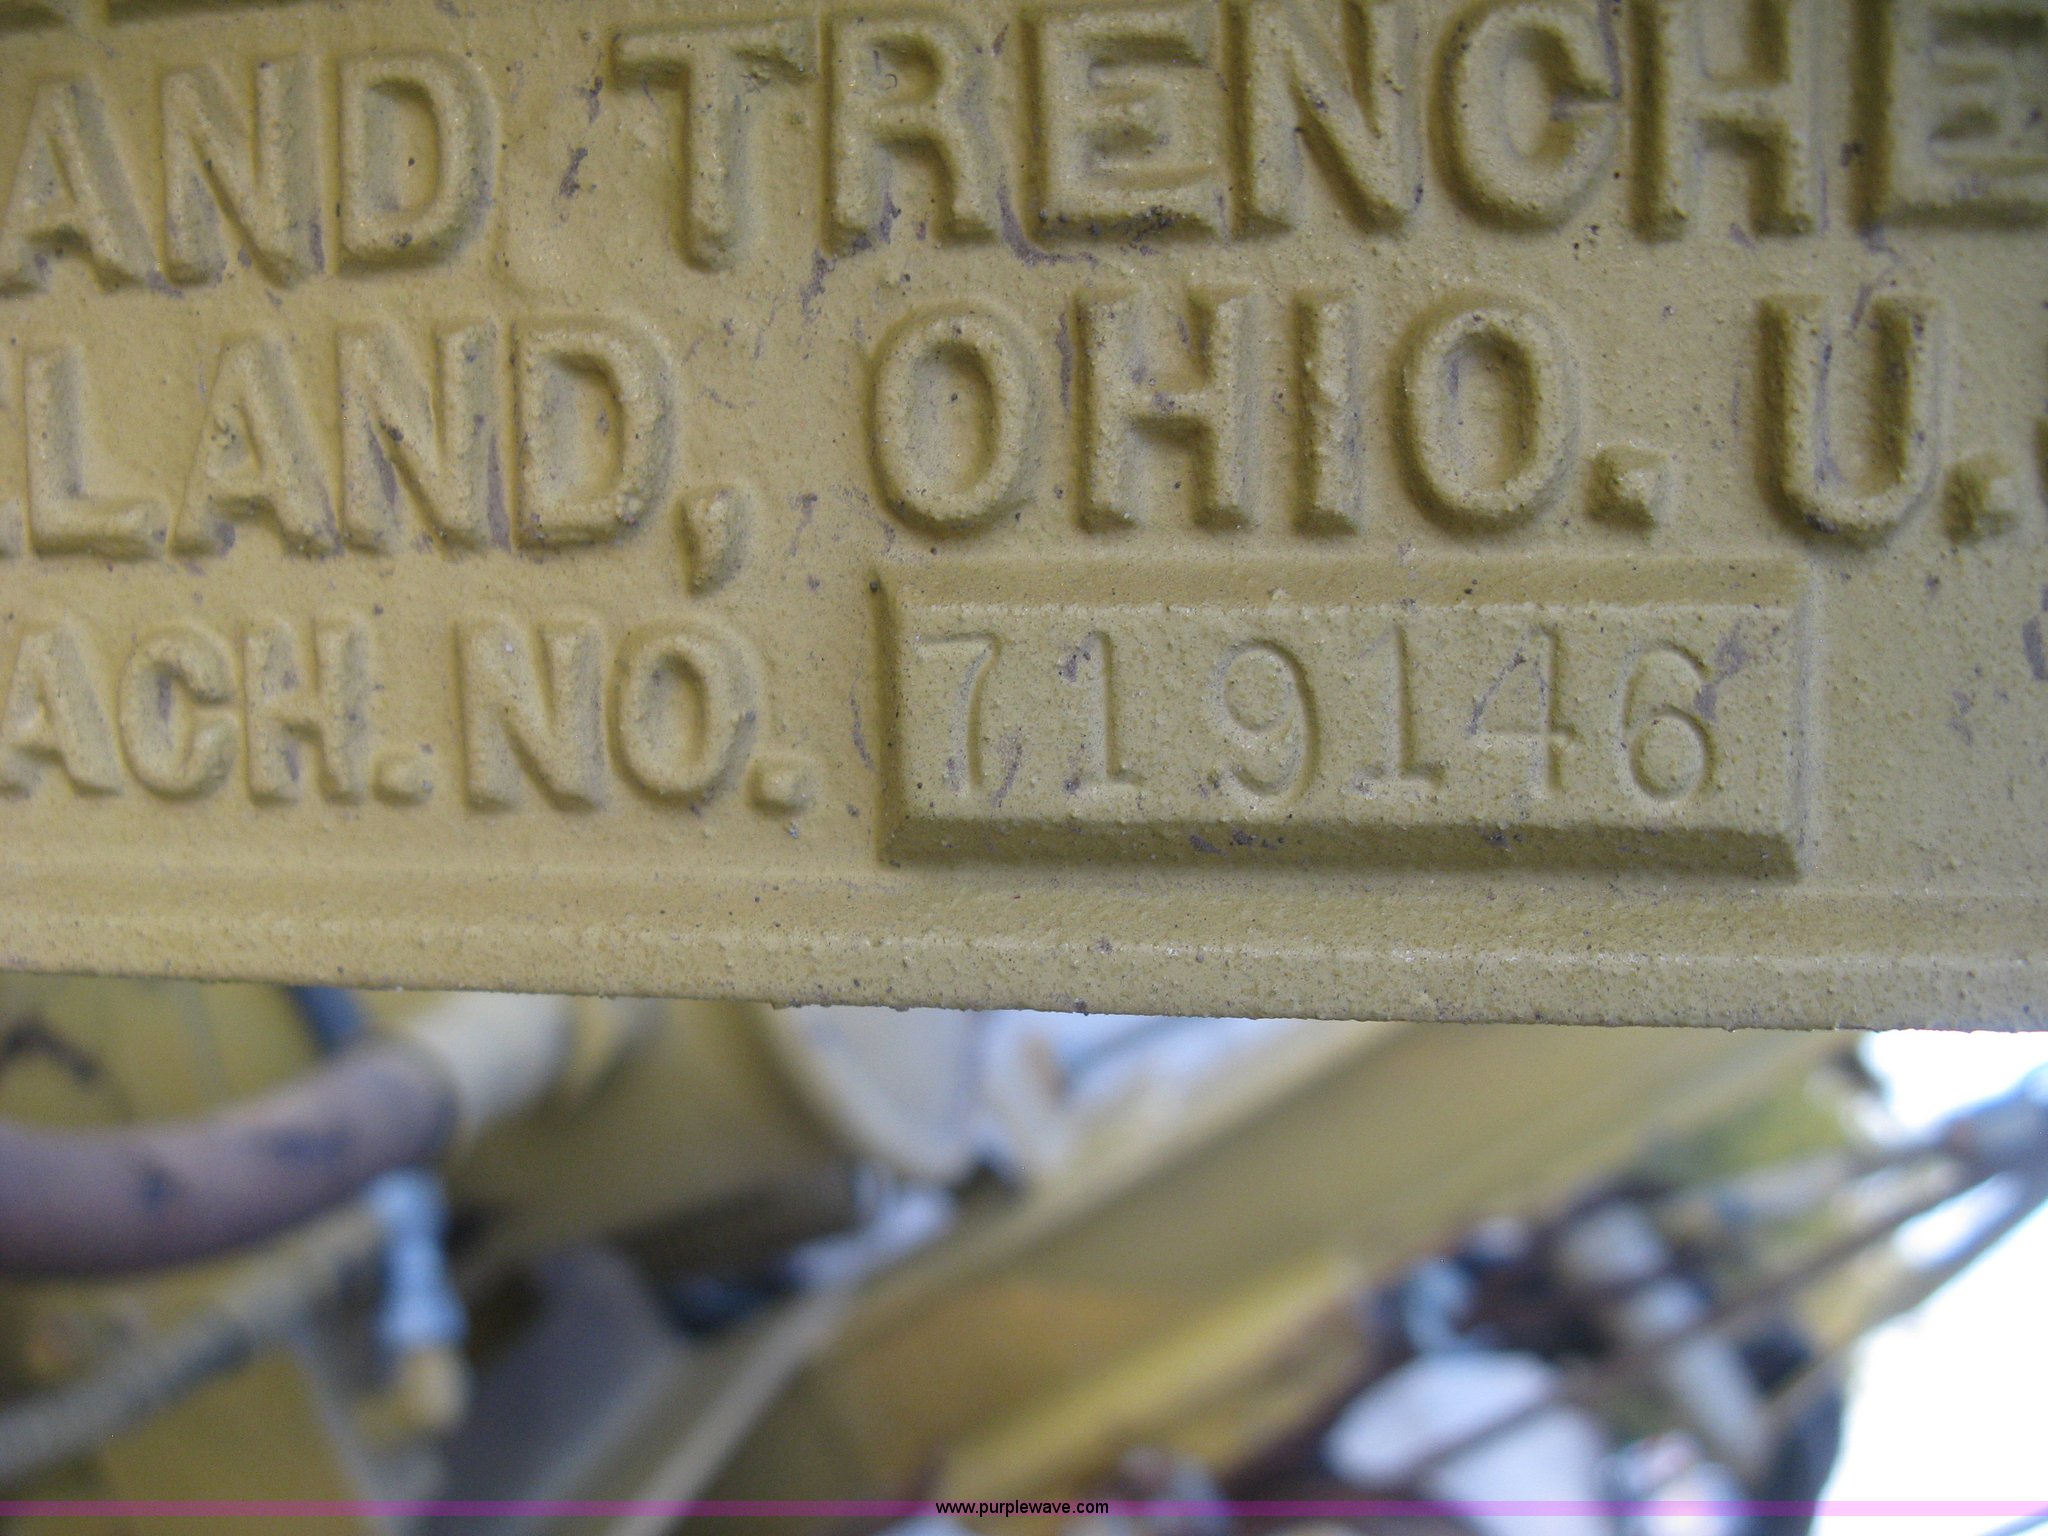 AND TRENCHE
LAND, OHIO. U.
ACH. NO. 719146
www.purplewave.com